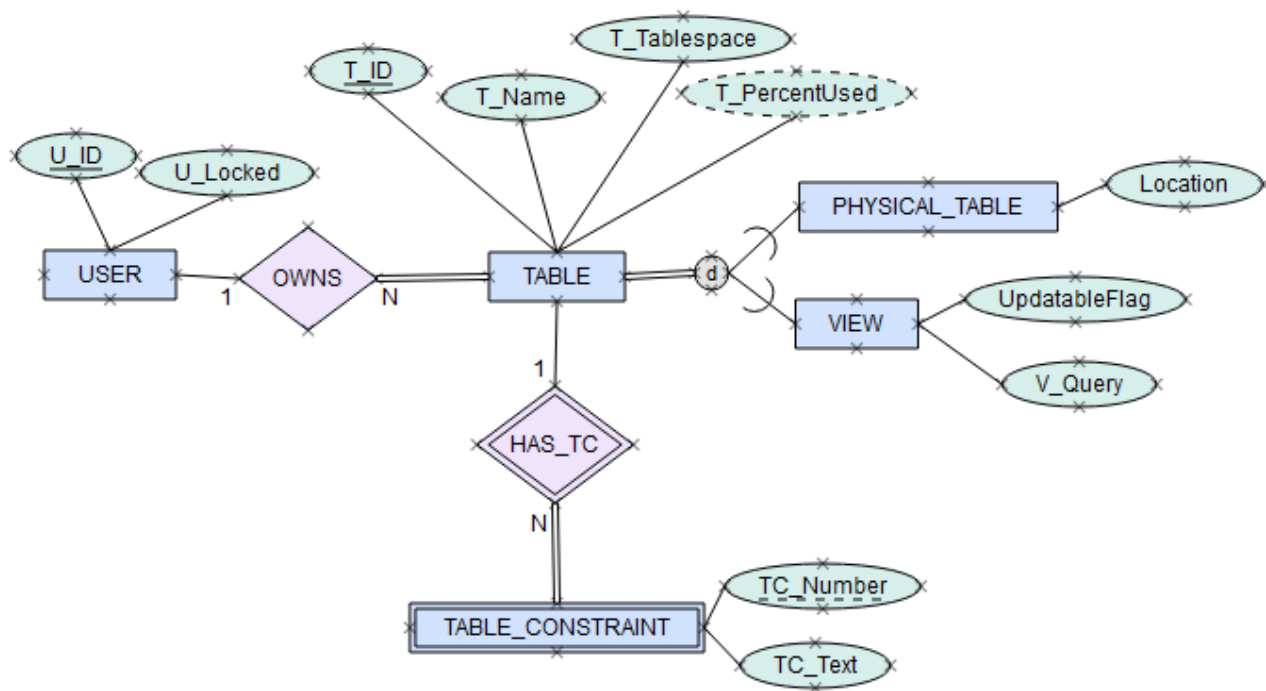 T_Tablespace
T_ID
T_Name
T_PercentUsed
U_ID
U_Locked
PHYSICAL_TABLE
Location
USER
1
OWNS
N
TABLE
d
UpdatableFlag
VIEW
V_Query
1
HAS_TC
N
TC_Number
TABLE_CONSTRAINT
TC_Text